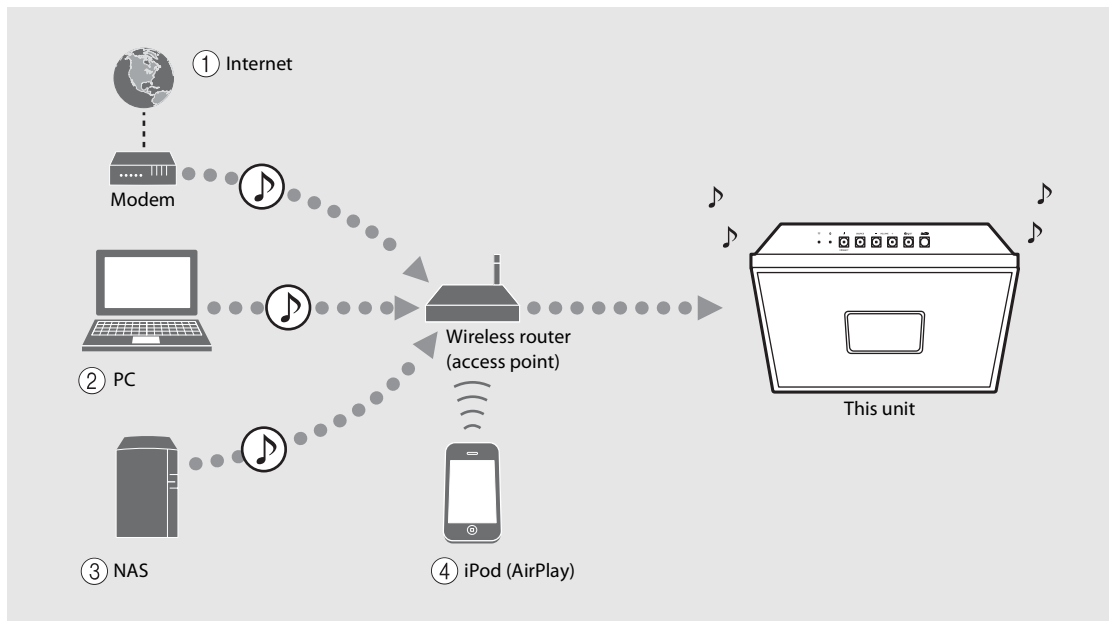 ① Internet
Modem
② PC
Wireless router
(access point)
This unit
③ NAS
④ iPod (AirPlay)